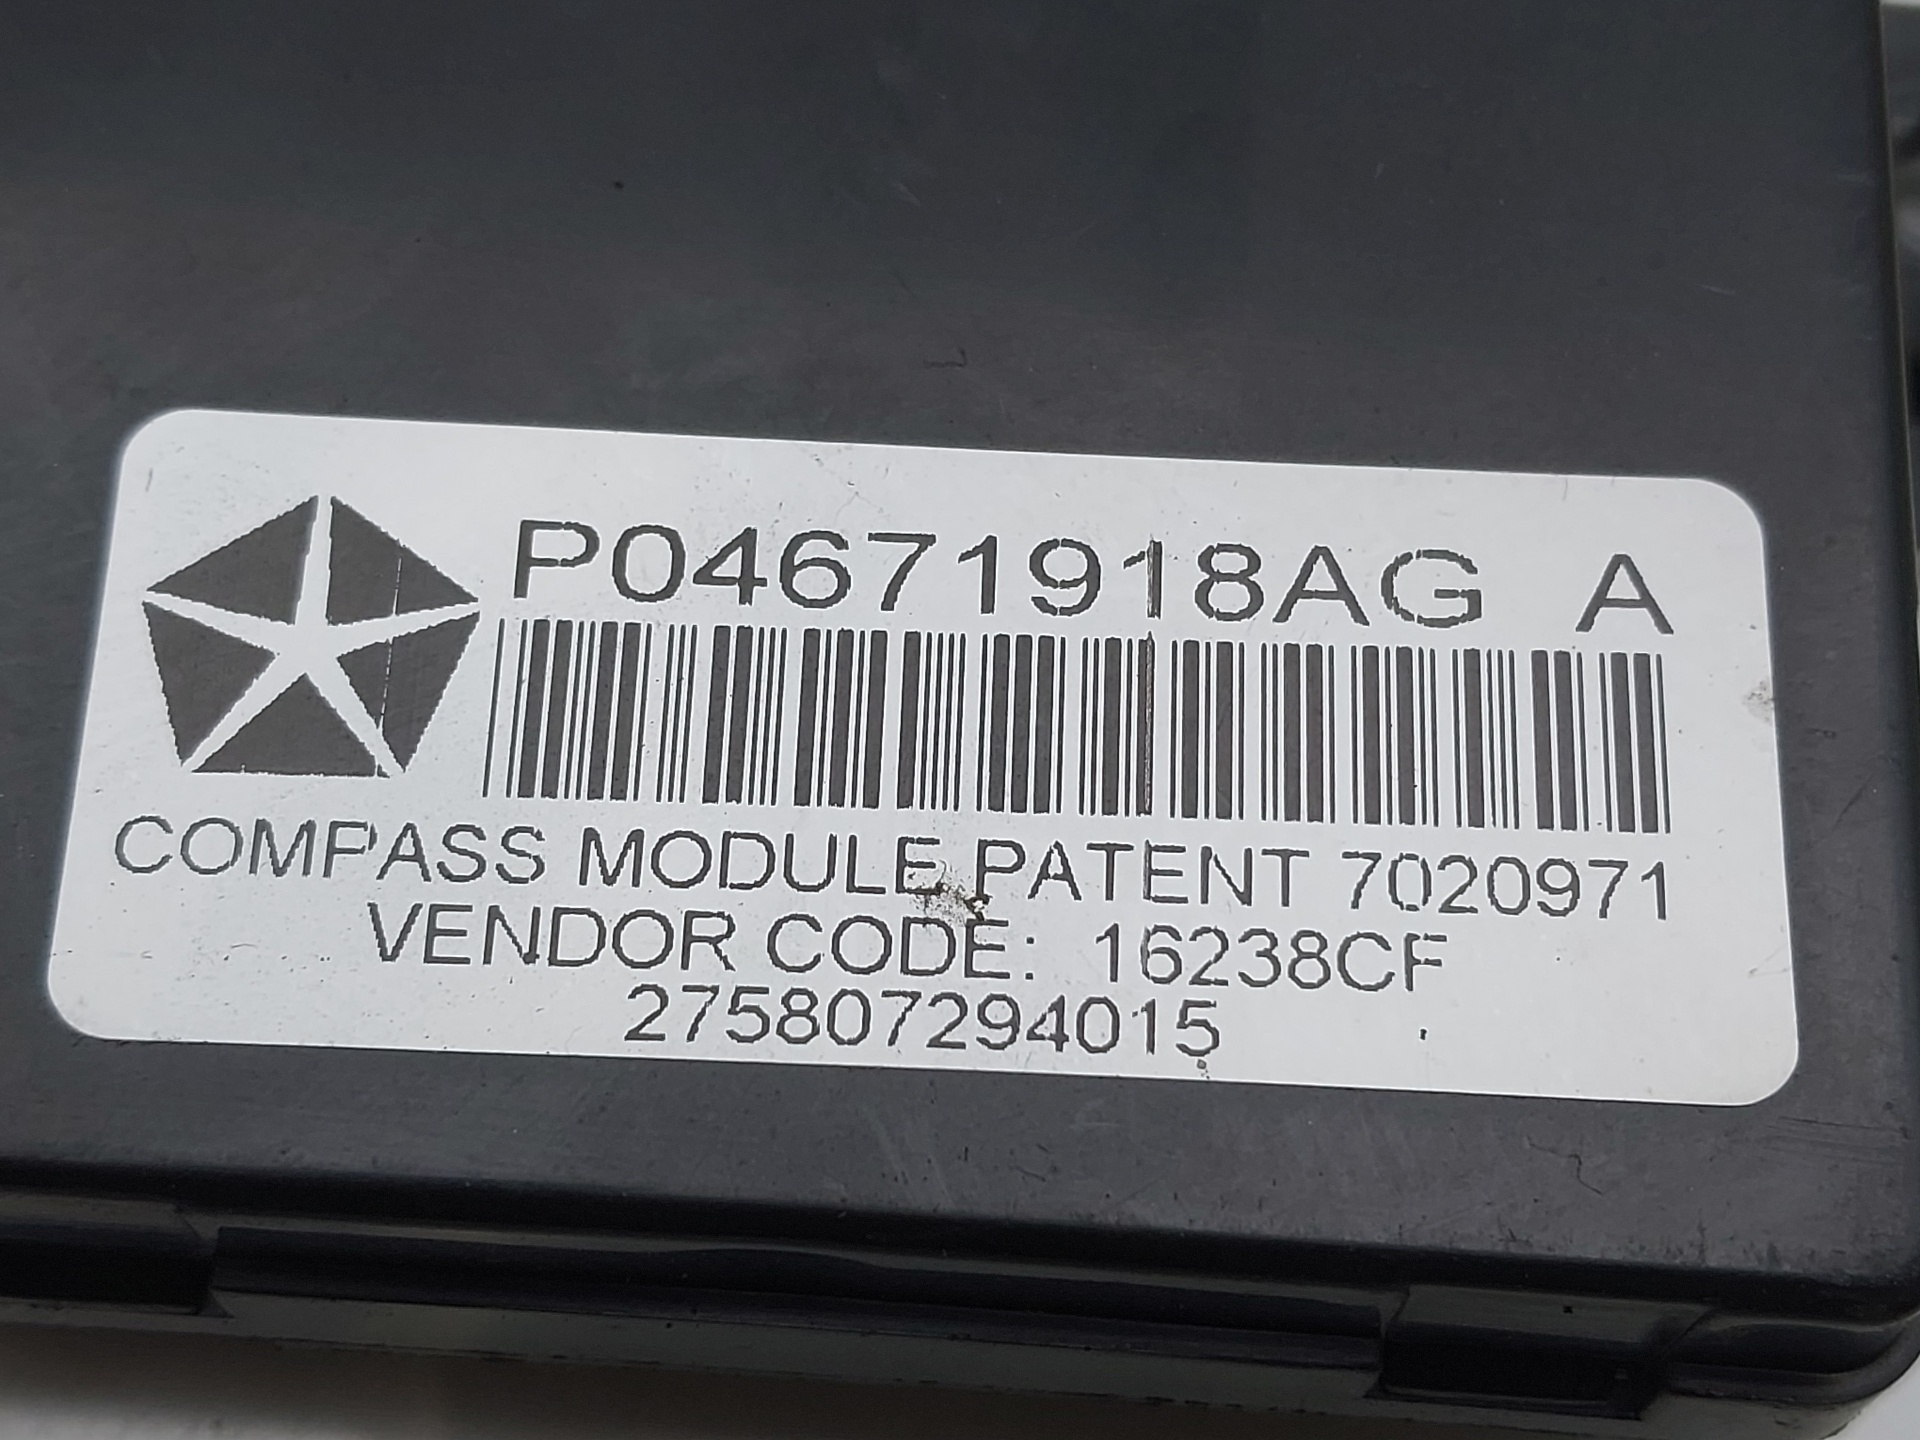 P04671918AG A
COMPASS MODULE PATENT 7020971
VENDOR CODE: 16238CF
275807294015